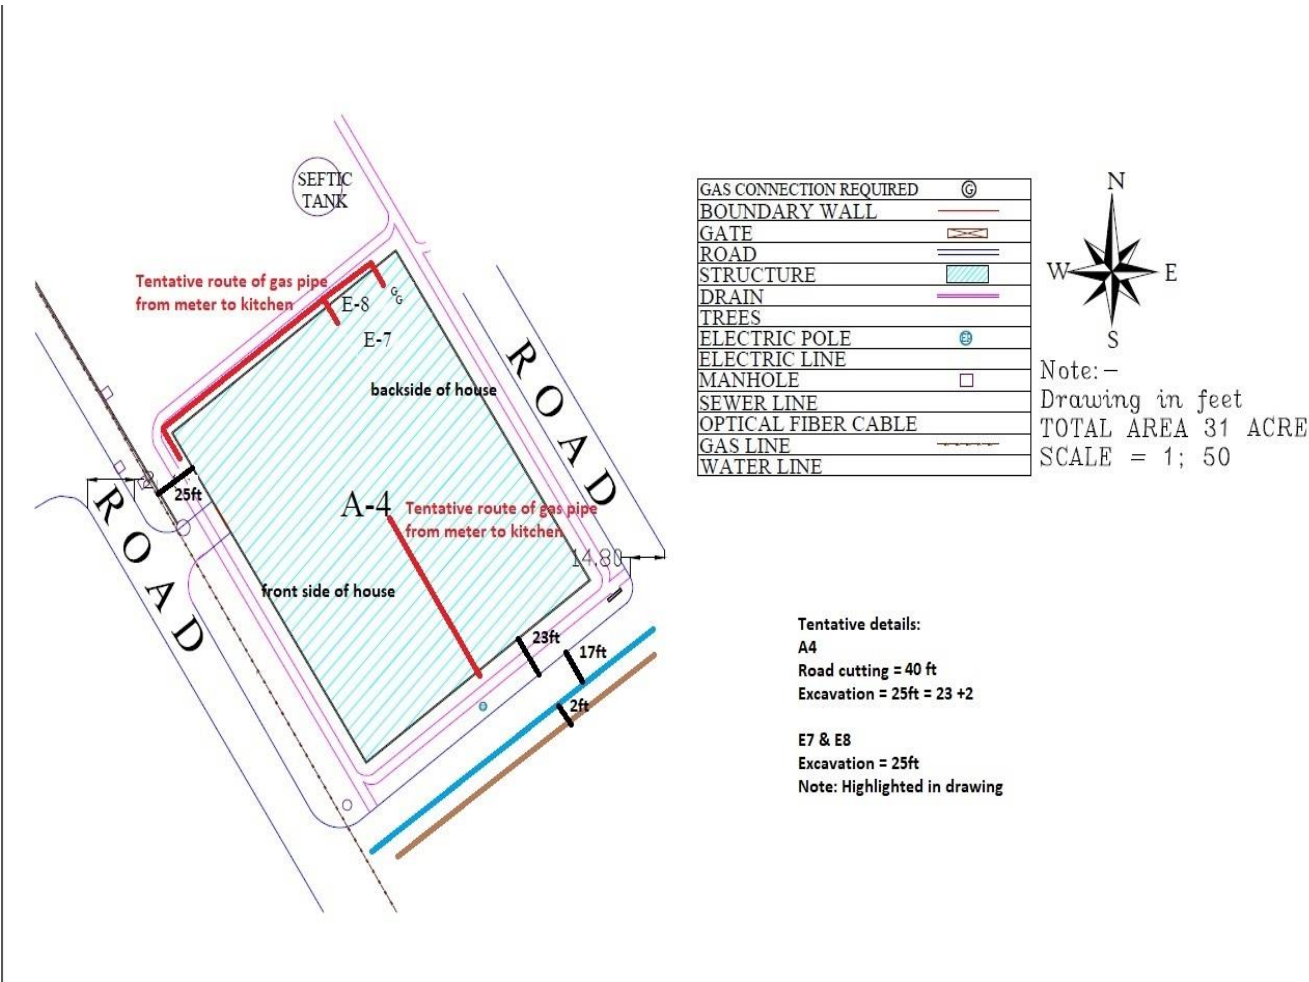 SEFTIC
TANK
Tentative route of gas pipe
from meter to kitchen
G
G
E-8
E-7
backside of house
ROAD
25ft
A-4
Tentative route of gas pipe
from meter to kitchen
ROAD
14.80
front side of house
23ft
17ft
2ft
GAS CONNECTION REQUIRED G
BOUNDARY WALL
GATE
ROAD
STRUCTURE
DRAIN
TREES
ELECTRIC POLE EP
ELECTRIC LINE
MANHOLE
SEWER LINE
OPTICAL FIBER CABLE
GAS LINE
WATER LINE
N
W E
S
Note:-
Drawing in feet
TOTAL AREA 31 ACRE
SCALE = 1; 50
Tentative details:
A4
Road cutting = 40 ft
Excavation = 25ft = 23 +2
E7 & E8
Excavation = 25ft
Note: Highlighted in drawing